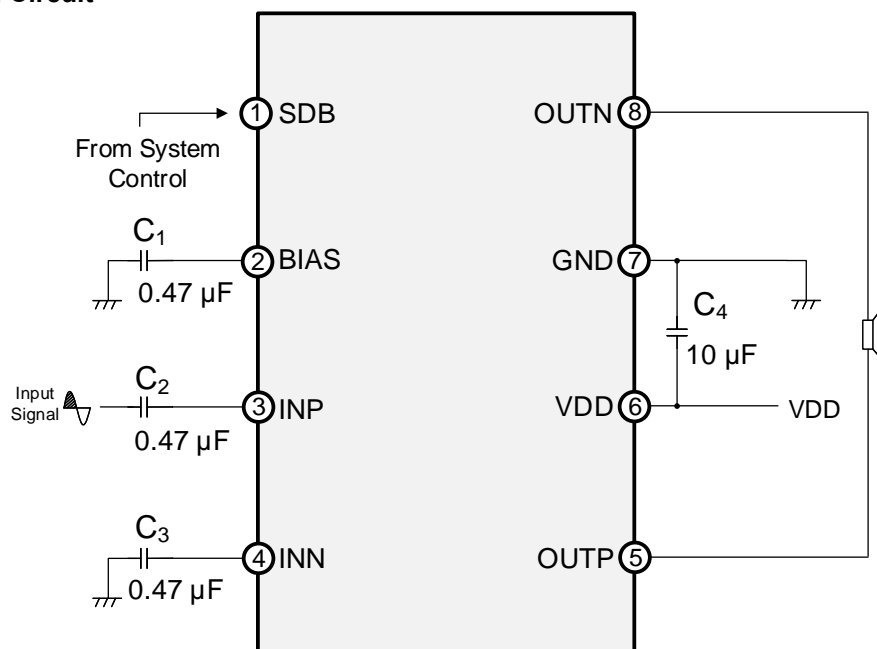 Circuit
1 SDB
From System
Control
C1
2 BIAS
0.47 µF
Input
Signal
C2
3 INP
0.47 µF
C3
4 INN
0.47 µF
OUTN 8
GND 7
C4
10 µF
VDD 6
VDD
OUTP 5